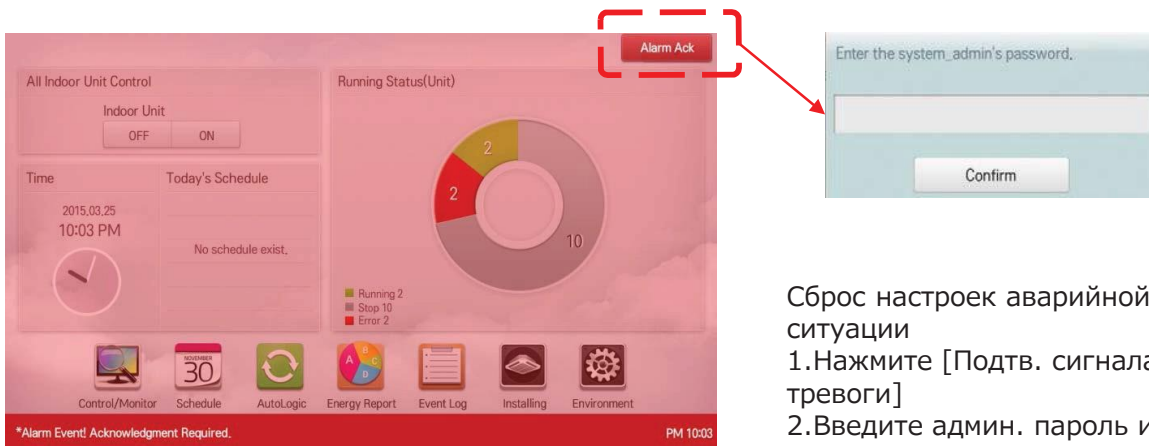 Alarm Ack
All Indoor Unit Control
Indoor Unit
OFF ON
Running Status(Unit)
2
2
10
Running 2
Stop 10
Error 2
Time
2015.03.25
10:03 PM
Today's Schedule
No schedule exist.
NOVEMBER
30
A
B
C
D
Control/Monitor
Schedule
AutoLogic
Energy Report
Event Log
Installing
Environment
*Alarm Event! Acknowledgment Required.
PM 10:03
Enter the system_admin's password.
Confirm
Сброс настроек аварийной
ситуации
1.Нажмите [Подтв. сигнала
тревоги]
2.Введите админ. пароль и